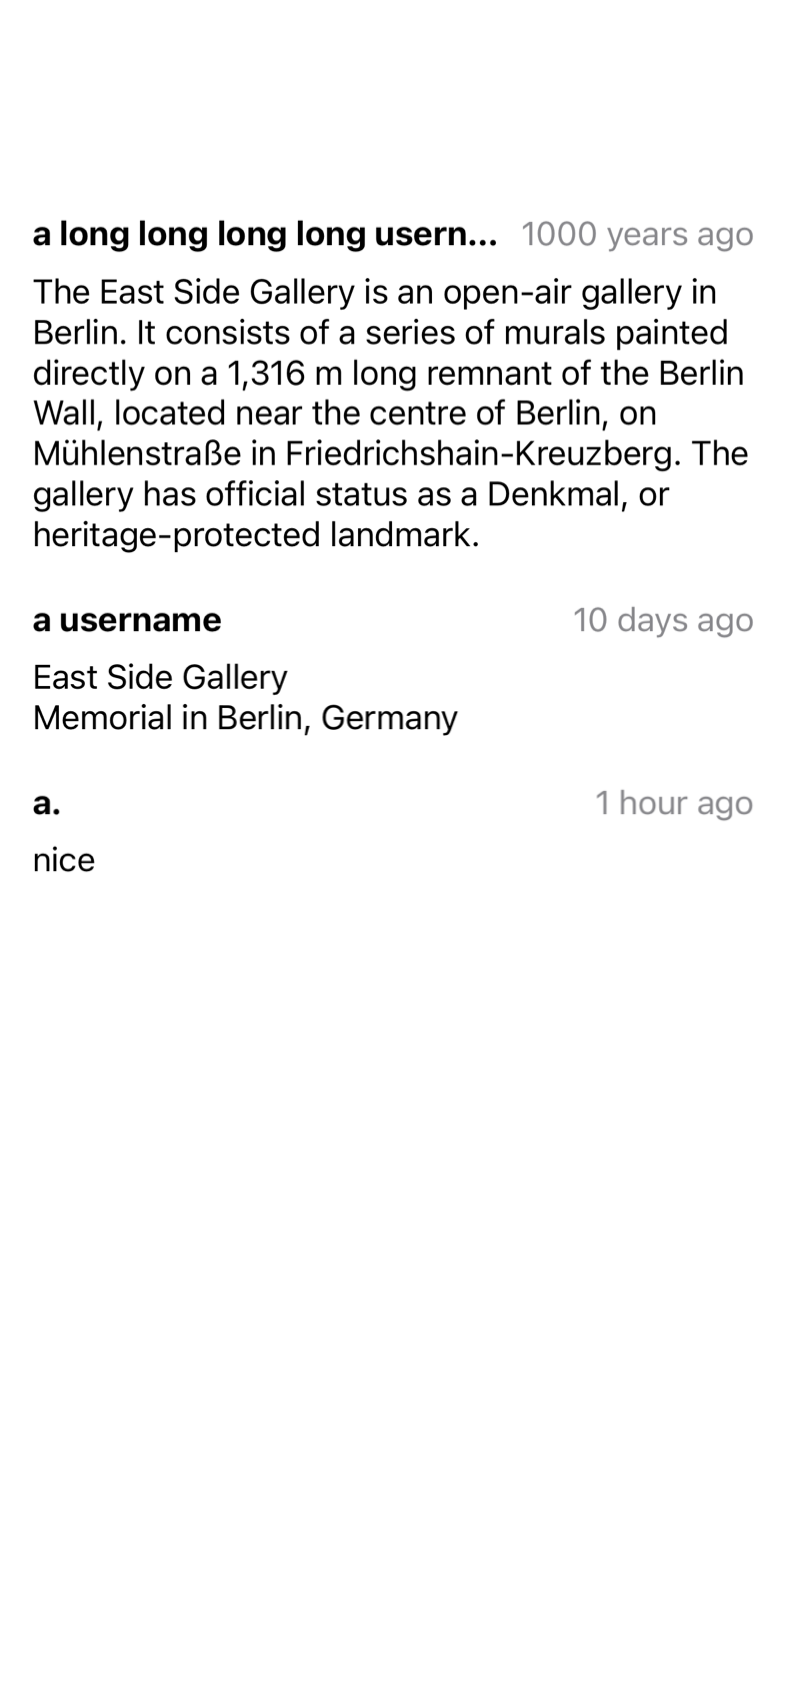 a long long long long usern... 1000 years ago
The East Side Gallery is an open-air gallery in
Berlin. It consists of a series of murals painted
directly on a 1,316 m long remnant of the Berlin
Wall, located near the centre of Berlin, on
Mühlenstraße in Friedrichshain-Kreuzberg. The
gallery has official status as a Denkmal, or
heritage-protected landmark.
a username 10 days ago
East Side Gallery
Memorial in Berlin, Germany
a. 1 hour ago
nice